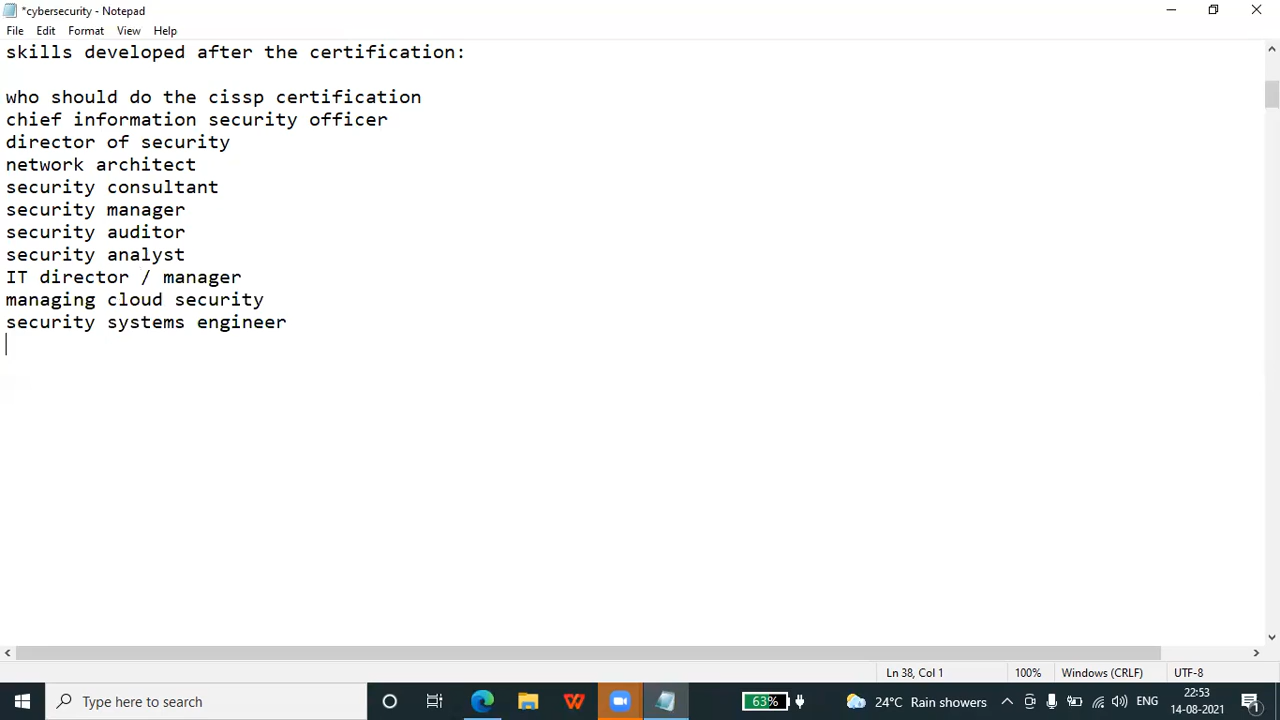 *cybersecurity - Notepad
File Edit Format View Help
skills developed after the certification:
who should do the cissp certification
chief information security officer
director of security
network architect
security consultant
security manager
security auditor
security analyst
IT director / manager
managing cloud security
security systems engineer
Ln 38, Col 1 100% Windows (CRLF) UTF-8
Type here to search
63%
24°C Rain showers
ENG
22:53
14-08-2021
1